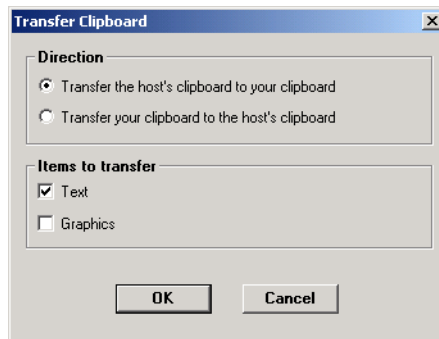 Transfer Clipboard
Direction
Transfer the host's clipboard to your clipboard
Transfer your clipboard to the host's clipboard
Items to transfer
Text
Graphics
OK Cancel